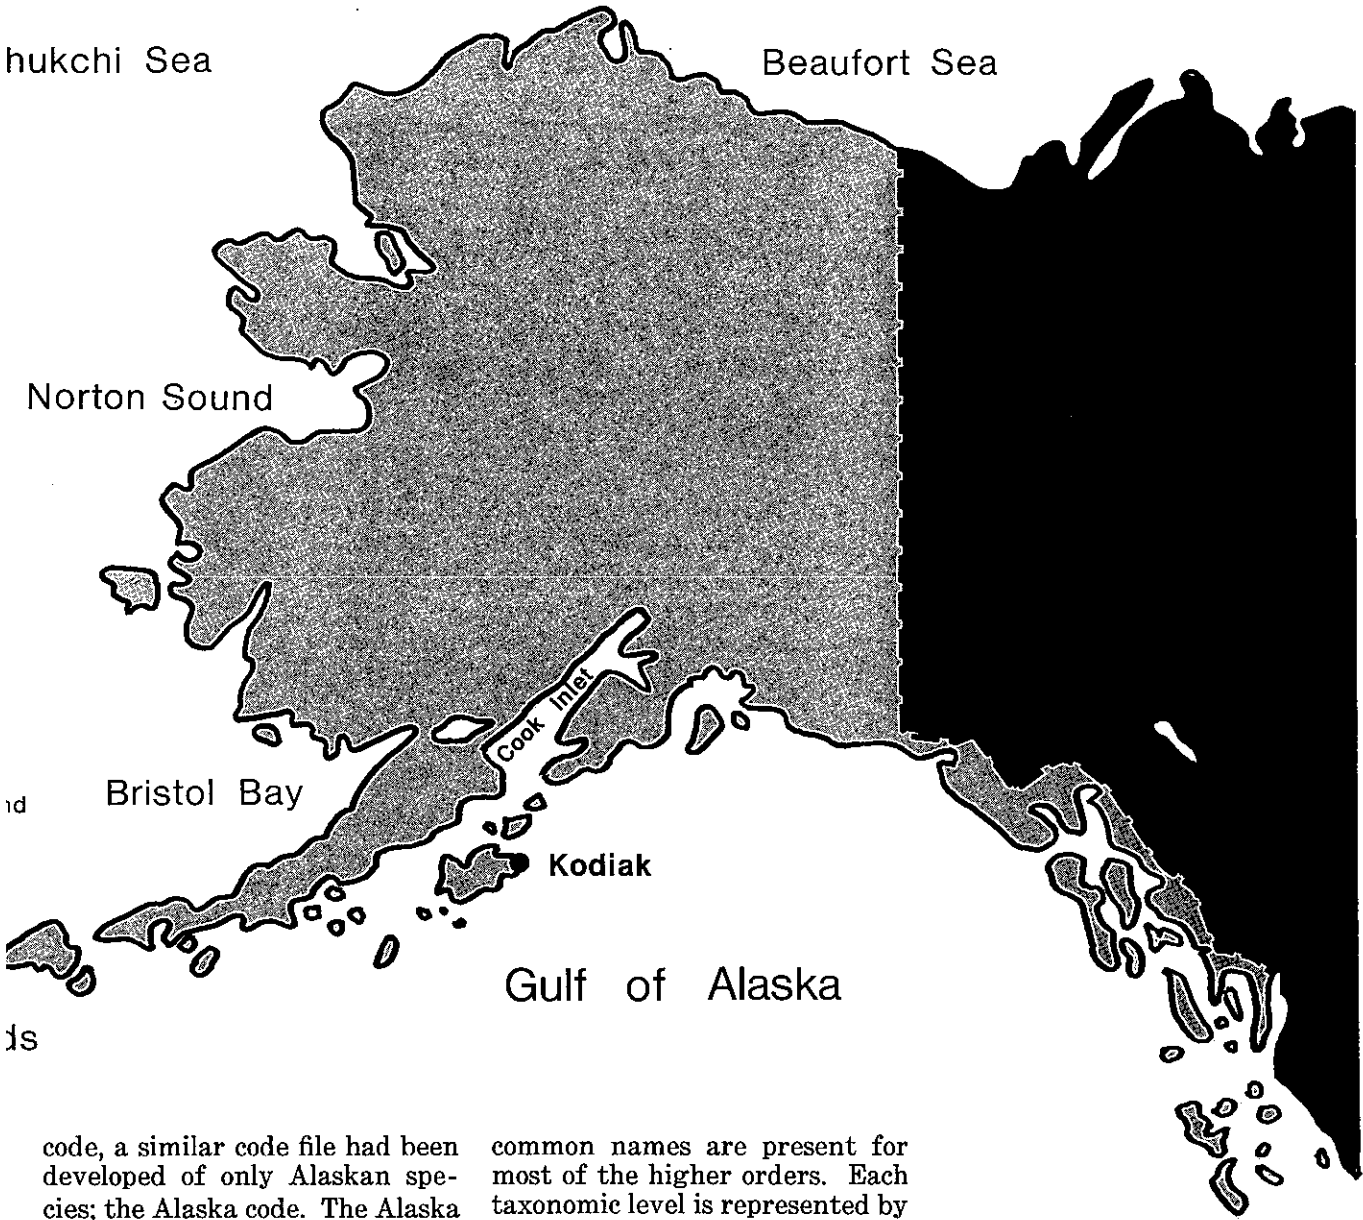 hukchi Sea
Beaufort Sea
Norton Sound
Cook Inlet
Bristol Bay
nd
Kodiak
Gulf of Alaska
ds
code, a similar code file had been
developed of only Alaskan spe-
cies; the Alaska code. The Alaska
common names are present for
most of the higher orders. Each
taxonomic level is represented by